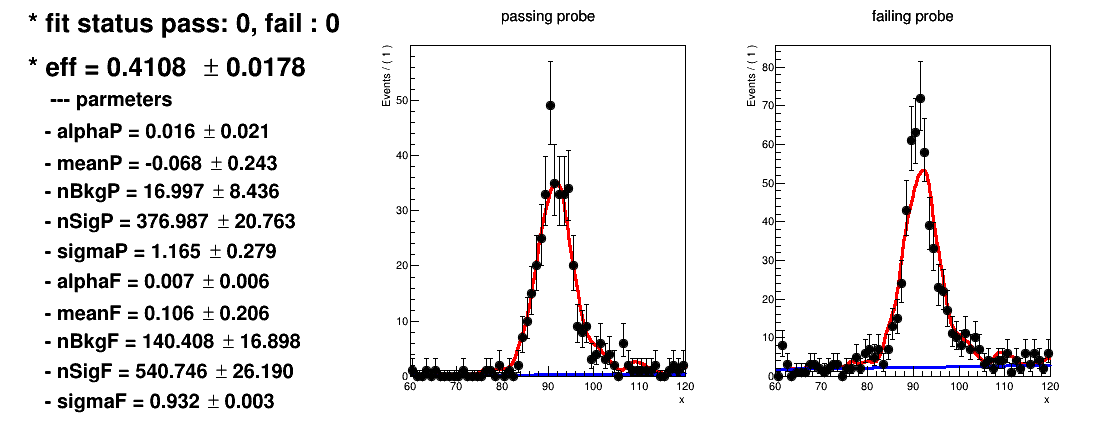 * fit status pass: 0, fail : 0
* eff = 0.4108 ± 0.0178
--- parmeters
- alphaP = 0.016 ± 0.021
- meanP = -0.068 ± 0.243
- nBkgP = 16.997 ± 8.436
- nSigP = 376.987 ± 20.763
- sigmaP = 1.165 ± 0.279
- alphaF = 0.007 ± 0.006
- meanF = 0.106 ± 0.206
- nBkgF = 140.408 ± 16.898
- nSigF = 540.746 ± 26.190
- sigmaF = 0.932 ± 0.003
passing probe
Events / ( 1 )
50
40
30
20
10
0
60 70 80 90 100 110 120
x
failing probe
Events / ( 1 )
80
70
60
50
40
30
20
10
0
60 70 80 90 100 110 120
x